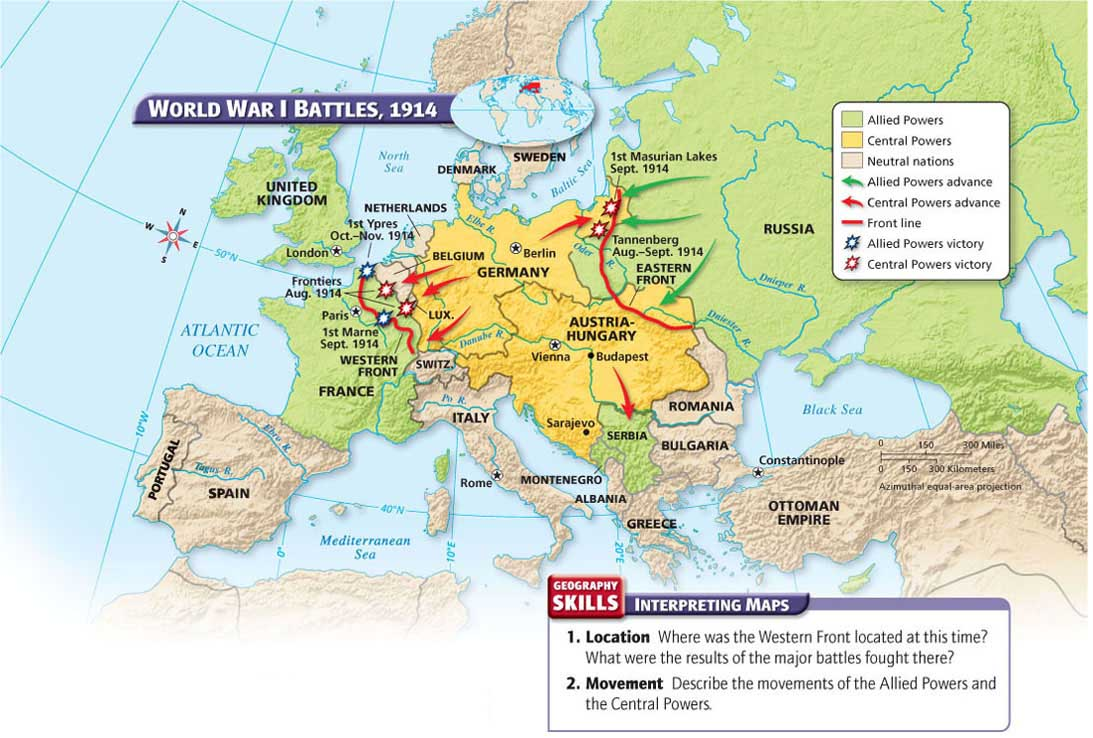 WORLD WAR I BATTLES, 1914
Allied Powers
Central Powers
Neutral nations
Allied Powers advance
Central Powers advance
Front line
Allied Powers victory
Central Powers victory
North
Sea
DENMARK
SWEDEN
Baltic Sea
1st Masurian Lakes
Sept. 1914
UNITED
KINGDOM
NETHERLANDS
1st Ypres
Oct.–Nov. 1914
Elbe R.
N
W
E
S
50°N
London
Berlin
Oder R.
Tannenberg
Aug.–Sept. 1914
RUSSIA
BELGIUM
GERMANY
EASTERN
FRONT
Dnieper R.
Frontiers
Aug. 1914
Paris
LUX.
Dniester R.
ATLANTIC
OCEAN
1st Marne
Sept. 1914
AUSTRIA-
HUNGARY
Danube R.
Vienna
Budapest
WESTERN
FRONT
SWITZ.
FRANCE
Po R.
ITALY
ROMANIA
Black Sea
10°W
Ebro R.
Sarajevo
SERBIA
BULGARIA
0 150 300 Miles
0 150 300 Kilometers
Azimuthal equal-area projection
Constantinople
PORTUGAL
Tagus R.
SPAIN
Rome
MONTENEGRO
ALBANIA
OTTOMAN
EMPIRE
40°N
GREECE
Mediterranean
Sea
0°
10°E
20°E
GEOGRAPHY
SKILLS
INTERPRETING MAPS
1. Location Where was the Western Front located at this time?
What were the results of the major battles fought there?
2. Movement Describe the movements of the Allied Powers and
the Central Powers.